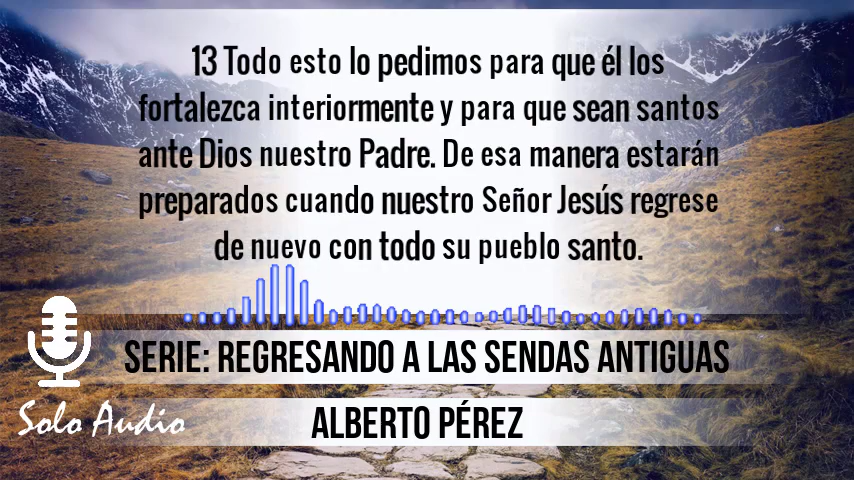 13 Todo esto lo pedimos para que él los
fortalezca interiormente y para que sean santos
ante Dios nuestro Padre. De esa manera estarán
preparados cuando nuestro Señor Jesús regrese
de nuevo con todo su pueblo santo.
SERIE: REGRESANDO A LAS SENDAS ANTIGUAS
Solo Audio
ALBERTO PÉREZ